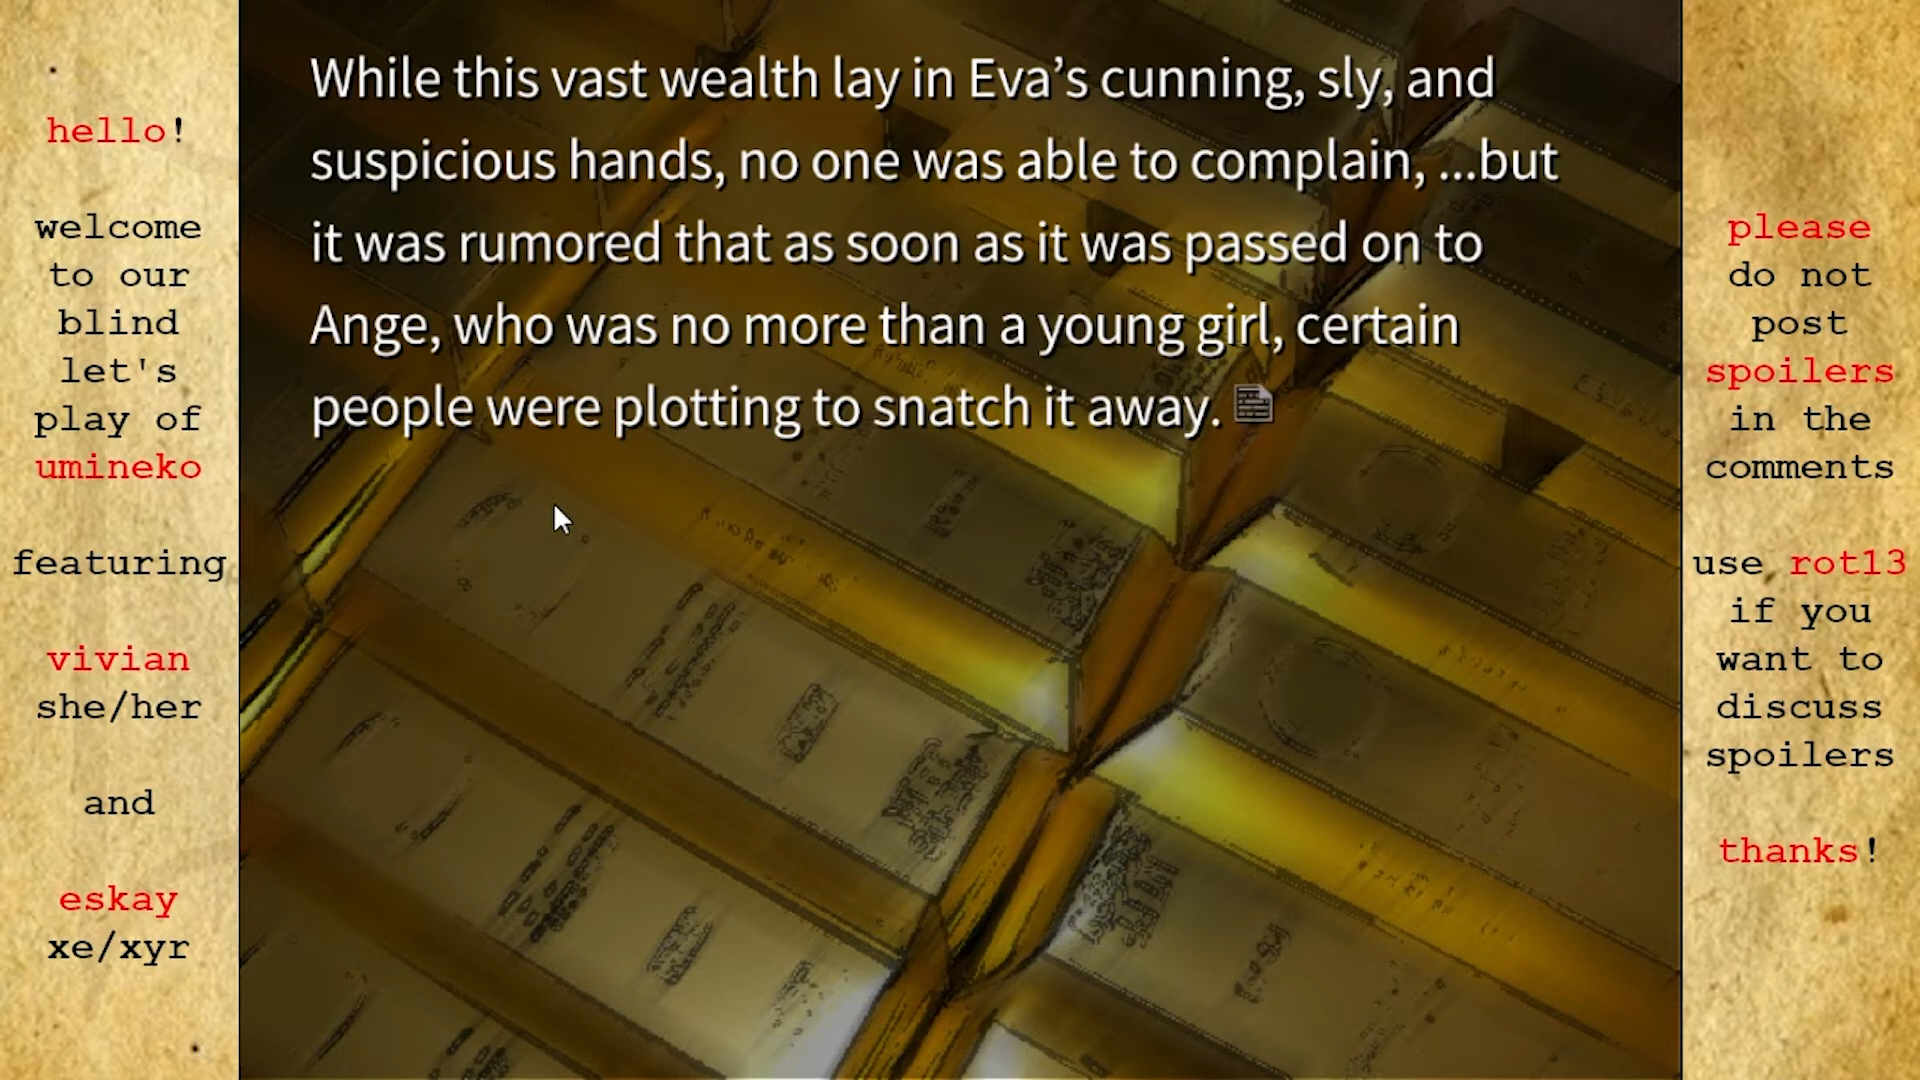 hello!
welcome
to our
blind
let's
play of
umineko
featuring
vivian
she/her
and
eskay
xe/xyr
While this vast wealth lay in Eva’s cunning, sly, and
suspicious hands, no one was able to complain, ...but
it was rumored that as soon as it was passed on to
Ange, who was no more than a young girl, certain
people were plotting to snatch it away.
please
do not
post
spoilers
in the
comments
use rot13
if you
want to
discuss
spoilers
thanks!